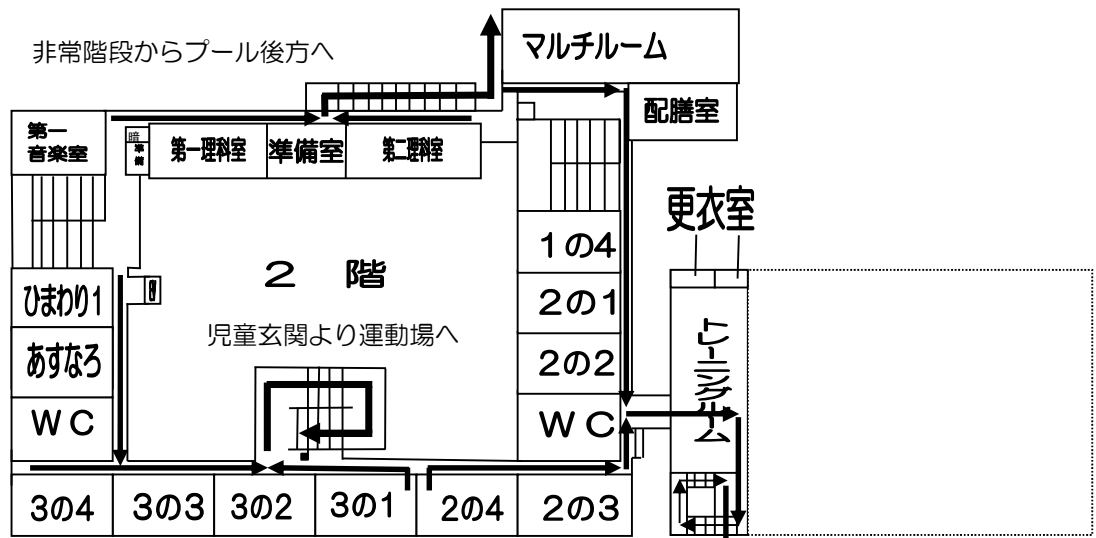 非常階段からプール後方へ
マルチルーム
配膳室
第一
音楽室
暗
準備
第一理科室
準備室
第二理科室
更衣室
1の4
2の1
2の2
WC
2 階
児童玄関より運動場へ
ひまわり1
あすなろ
WC
トレーニングルーム
3の4
3の3
3の2
3の1
2の4
2の3